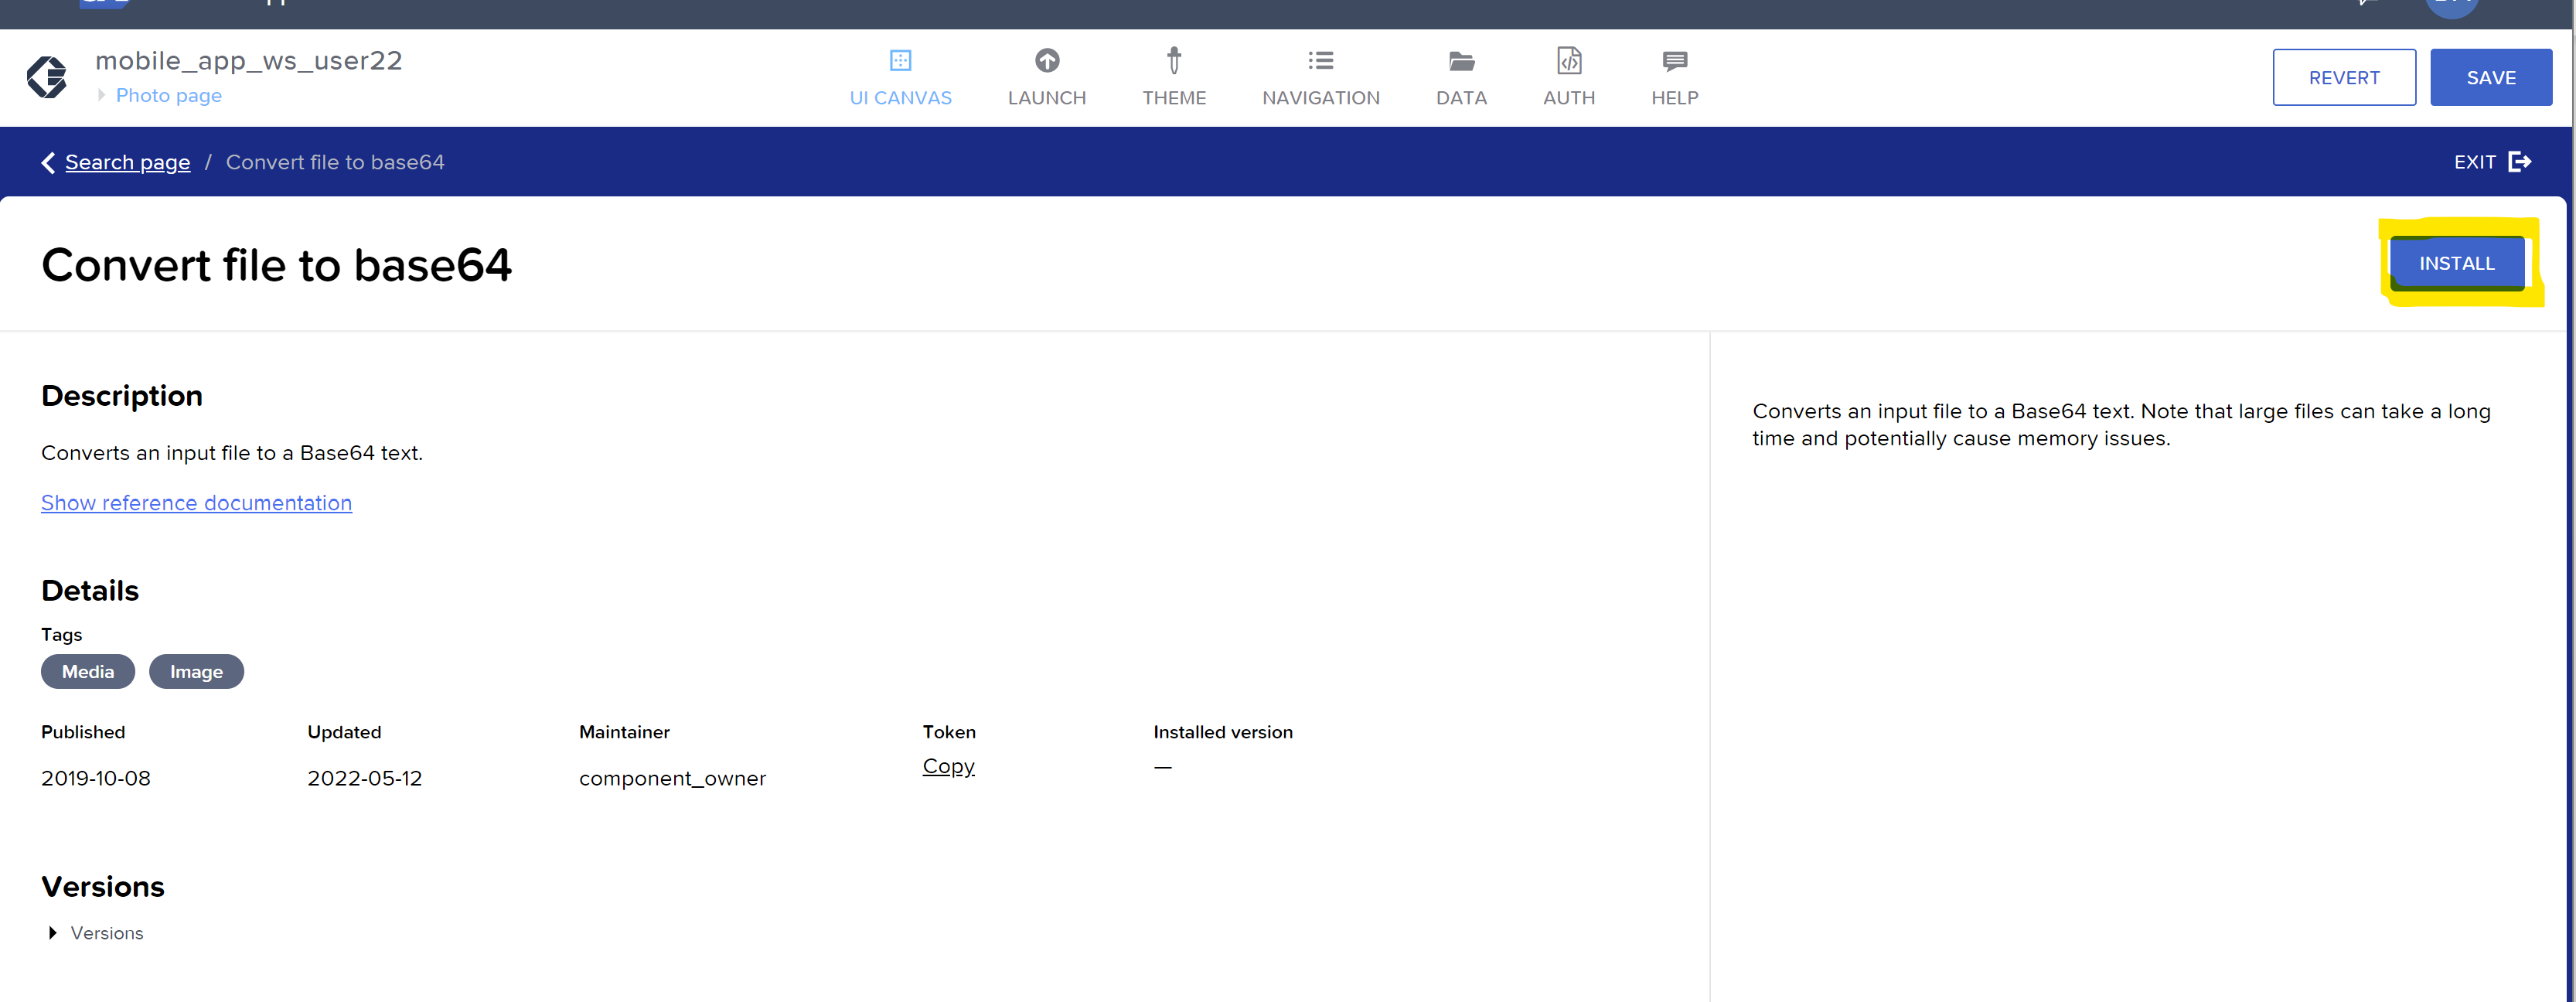 mobile_app_ws_user22
Photo page
UI CANVAS
LAUNCH
THEME
NAVIGATION
DATA
AUTH
HELP
REVERT
SAVE
Search page / Convert file to base64
EXIT
Convert file to base64
INSTALL
Description
Converts an input file to a Base64 text.
Show reference documentation
Converts an input file to a Base64 text. Note that large files can take a long
time and potentially cause memory issues.
Details
Tags
Media
Image
Published
Updated
Maintainer
Token
Installed version
2019-10-08
2022-05-12
component_owner
Copy
—
Versions
Versions